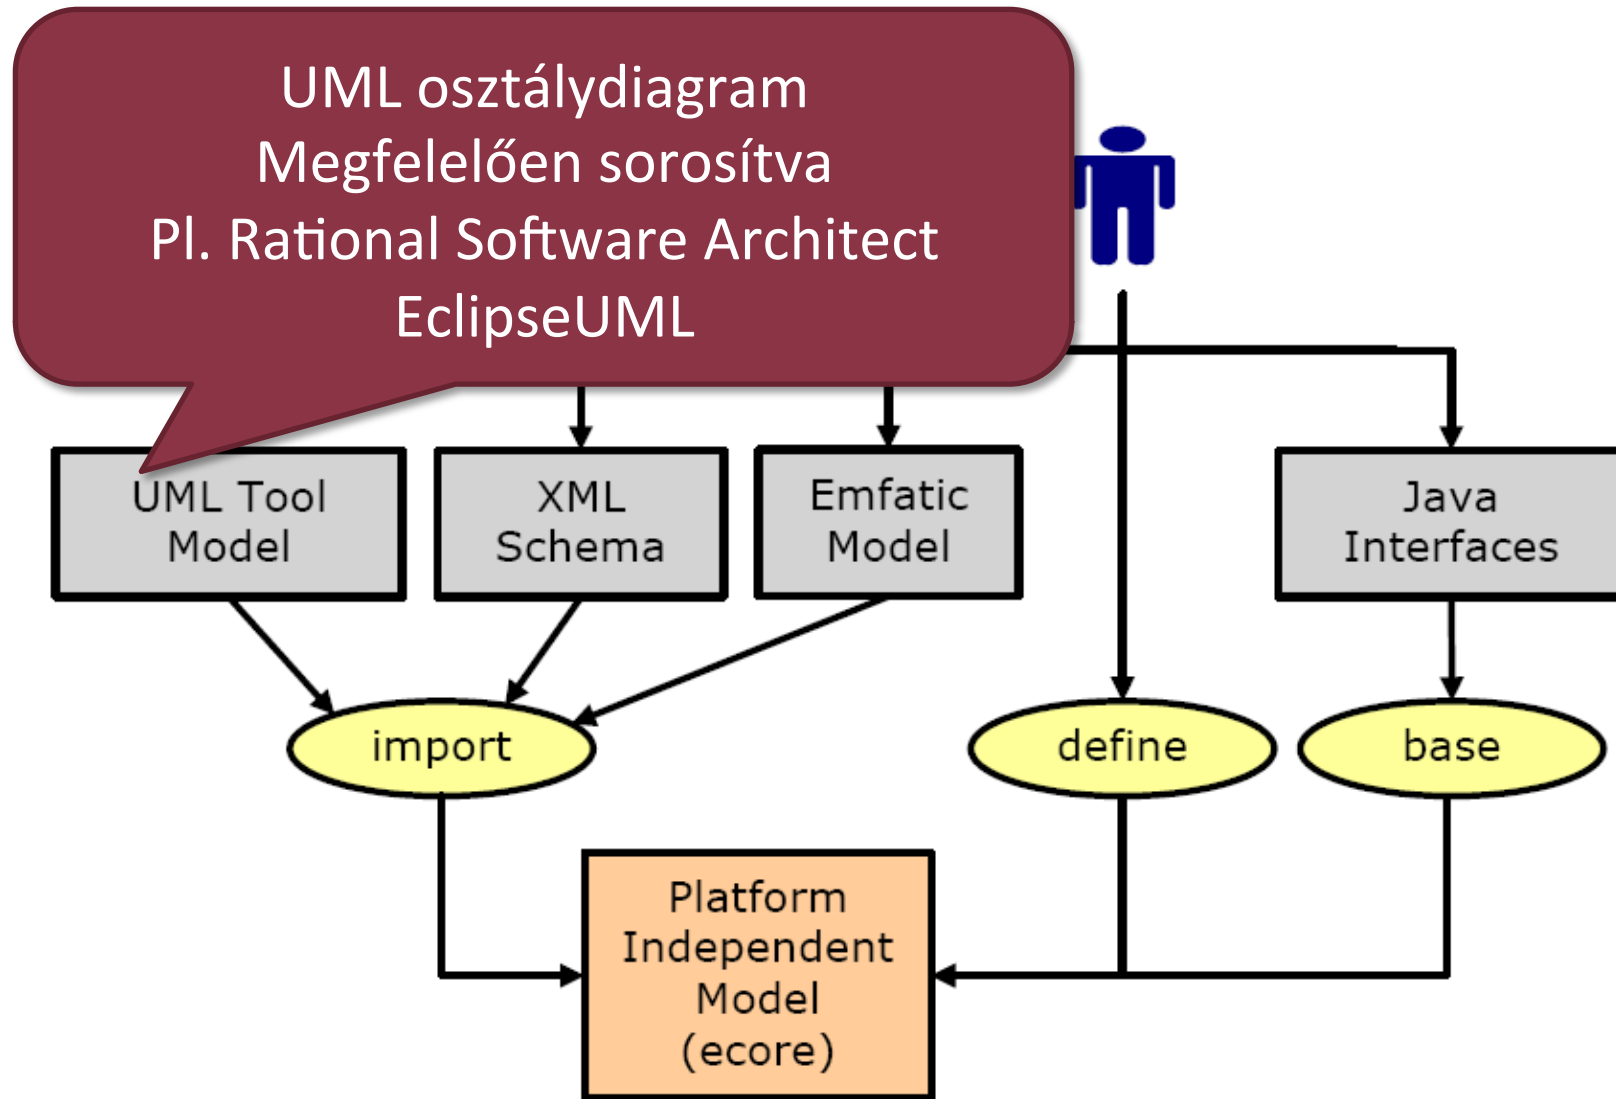 UML osztálydiagram
Megfelelően sorosítva
Pl. Rational Software Architect
EclipseUML
UML Tool
Model
XML
Schema
Emfatic
Model
Java
Interfaces
import
define
base
Platform
Independent
Model
(ecore)